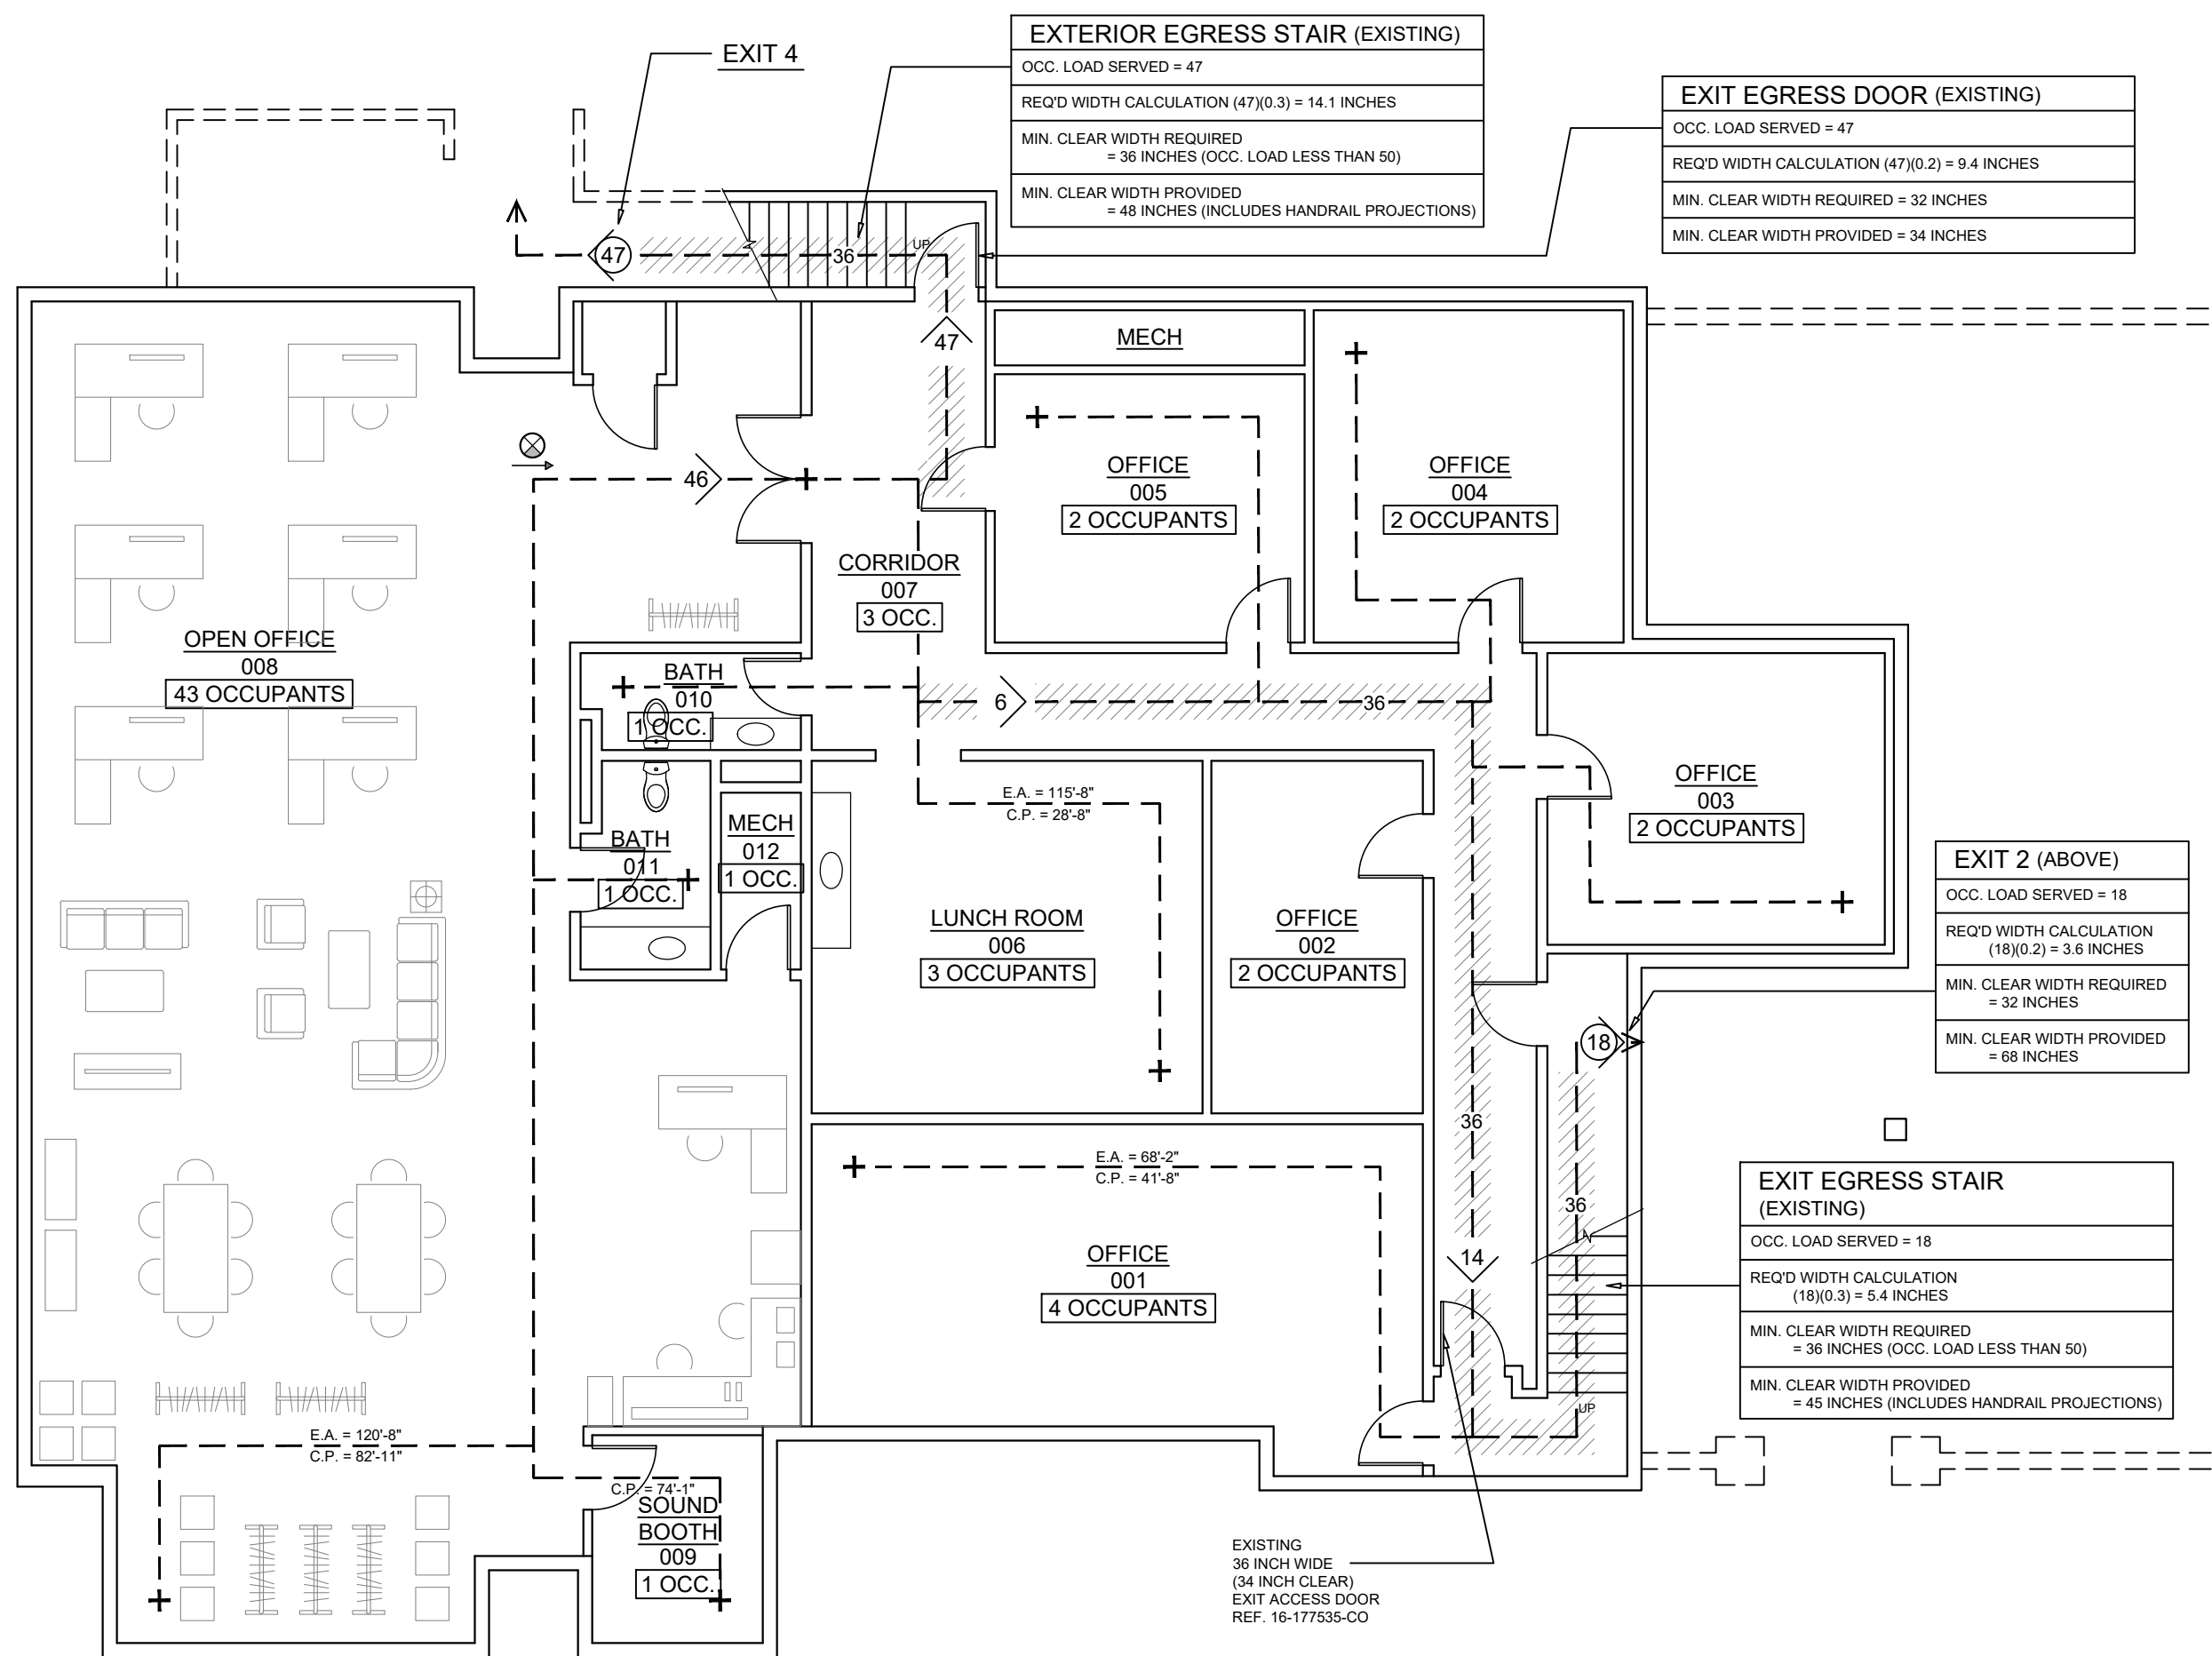 EXIT 4
EXTERIOR EGRESS STAIR (EXISTING)
OCC. LOAD SERVED = 47
REQ'D WIDTH CALCULATION (47)(0.3) = 14.1 INCHES
MIN. CLEAR WIDTH REQUIRED
= 36 INCHES (OCC. LOAD LESS THAN 50)
MIN. CLEAR WIDTH PROVIDED
= 48 INCHES (INCLUDES HANDRAIL PROJECTIONS)
EXIT EGRESS DOOR (EXISTING)
OCC. LOAD SERVED = 47
REQ'D WIDTH CALCULATION (47)(0.2) = 9.4 INCHES
MIN. CLEAR WIDTH REQUIRED = 32 INCHES
MIN. CLEAR WIDTH PROVIDED = 34 INCHES
47
36
UP
47
MECH
46
OFFICE
005
2 OCCUPANTS
OFFICE
004
2 OCCUPANTS
CORRIDOR
007
3 OCC.
OPEN OFFICE
008
43 OCCUPANTS
BATH
010
1 OCC.
6
36
OFFICE
003
2 OCCUPANTS
E.A. = 115'-8"
C.P. = 28'-8"
BATH
011
1 OCC.
MECH
012
1 OCC.
LUNCH ROOM
006
3 OCCUPANTS
OFFICE
002
2 OCCUPANTS
EXIT 2 (ABOVE)
OCC. LOAD SERVED = 18
REQ'D WIDTH CALCULATION
(18)(0.2) = 3.6 INCHES
MIN. CLEAR WIDTH REQUIRED
= 32 INCHES
MIN. CLEAR WIDTH PROVIDED
= 68 INCHES
18
36
36
E.A. = 68'-2"
C.P. = 41'-8"
OFFICE
001
4 OCCUPANTS
14
EXIT EGRESS STAIR
(EXISTING)
OCC. LOAD SERVED = 18
REQ'D WIDTH CALCULATION
(18)(0.3) = 5.4 INCHES
MIN. CLEAR WIDTH REQUIRED
= 36 INCHES (OCC. LOAD LESS THAN 50)
MIN. CLEAR WIDTH PROVIDED
= 45 INCHES (INCLUDES HANDRAIL PROJECTIONS)
UP
E.A. = 120'-8"
C.P. = 82'-11"
C.P. = 74'-1"
SOUND
BOOTH
009
1 OCC.
EXISTING
36 INCH WIDE
(34 INCH CLEAR)
EXIT ACCESS DOOR
REF. 16-177535-CO